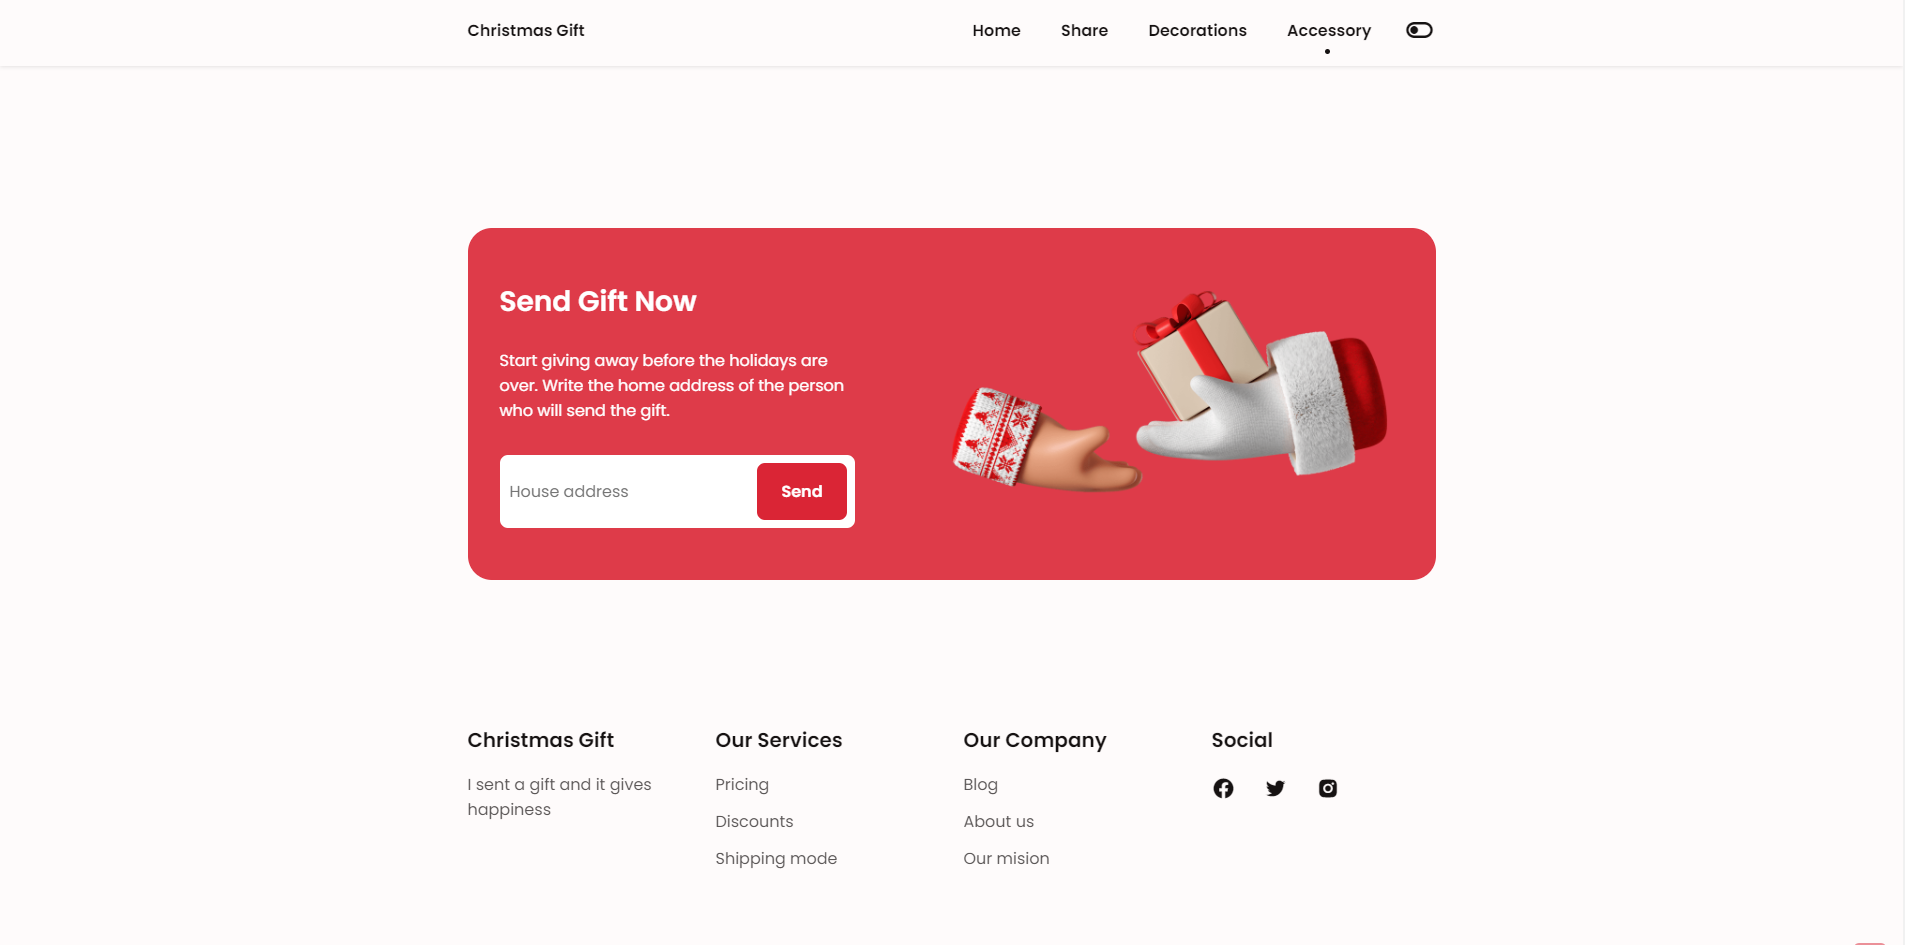 Christmas Gift
Home
Share
Decorations
Accessory
Send Gift Now
Start giving away before the holidays are
over. Write the home address of the person
who will send the gift.
House address
Send
Christmas Gift
I sent a gift and it gives
happiness
Our Services
Pricing
Discounts
Shipping mode
Our Company
Blog
About us
Our mision
Social